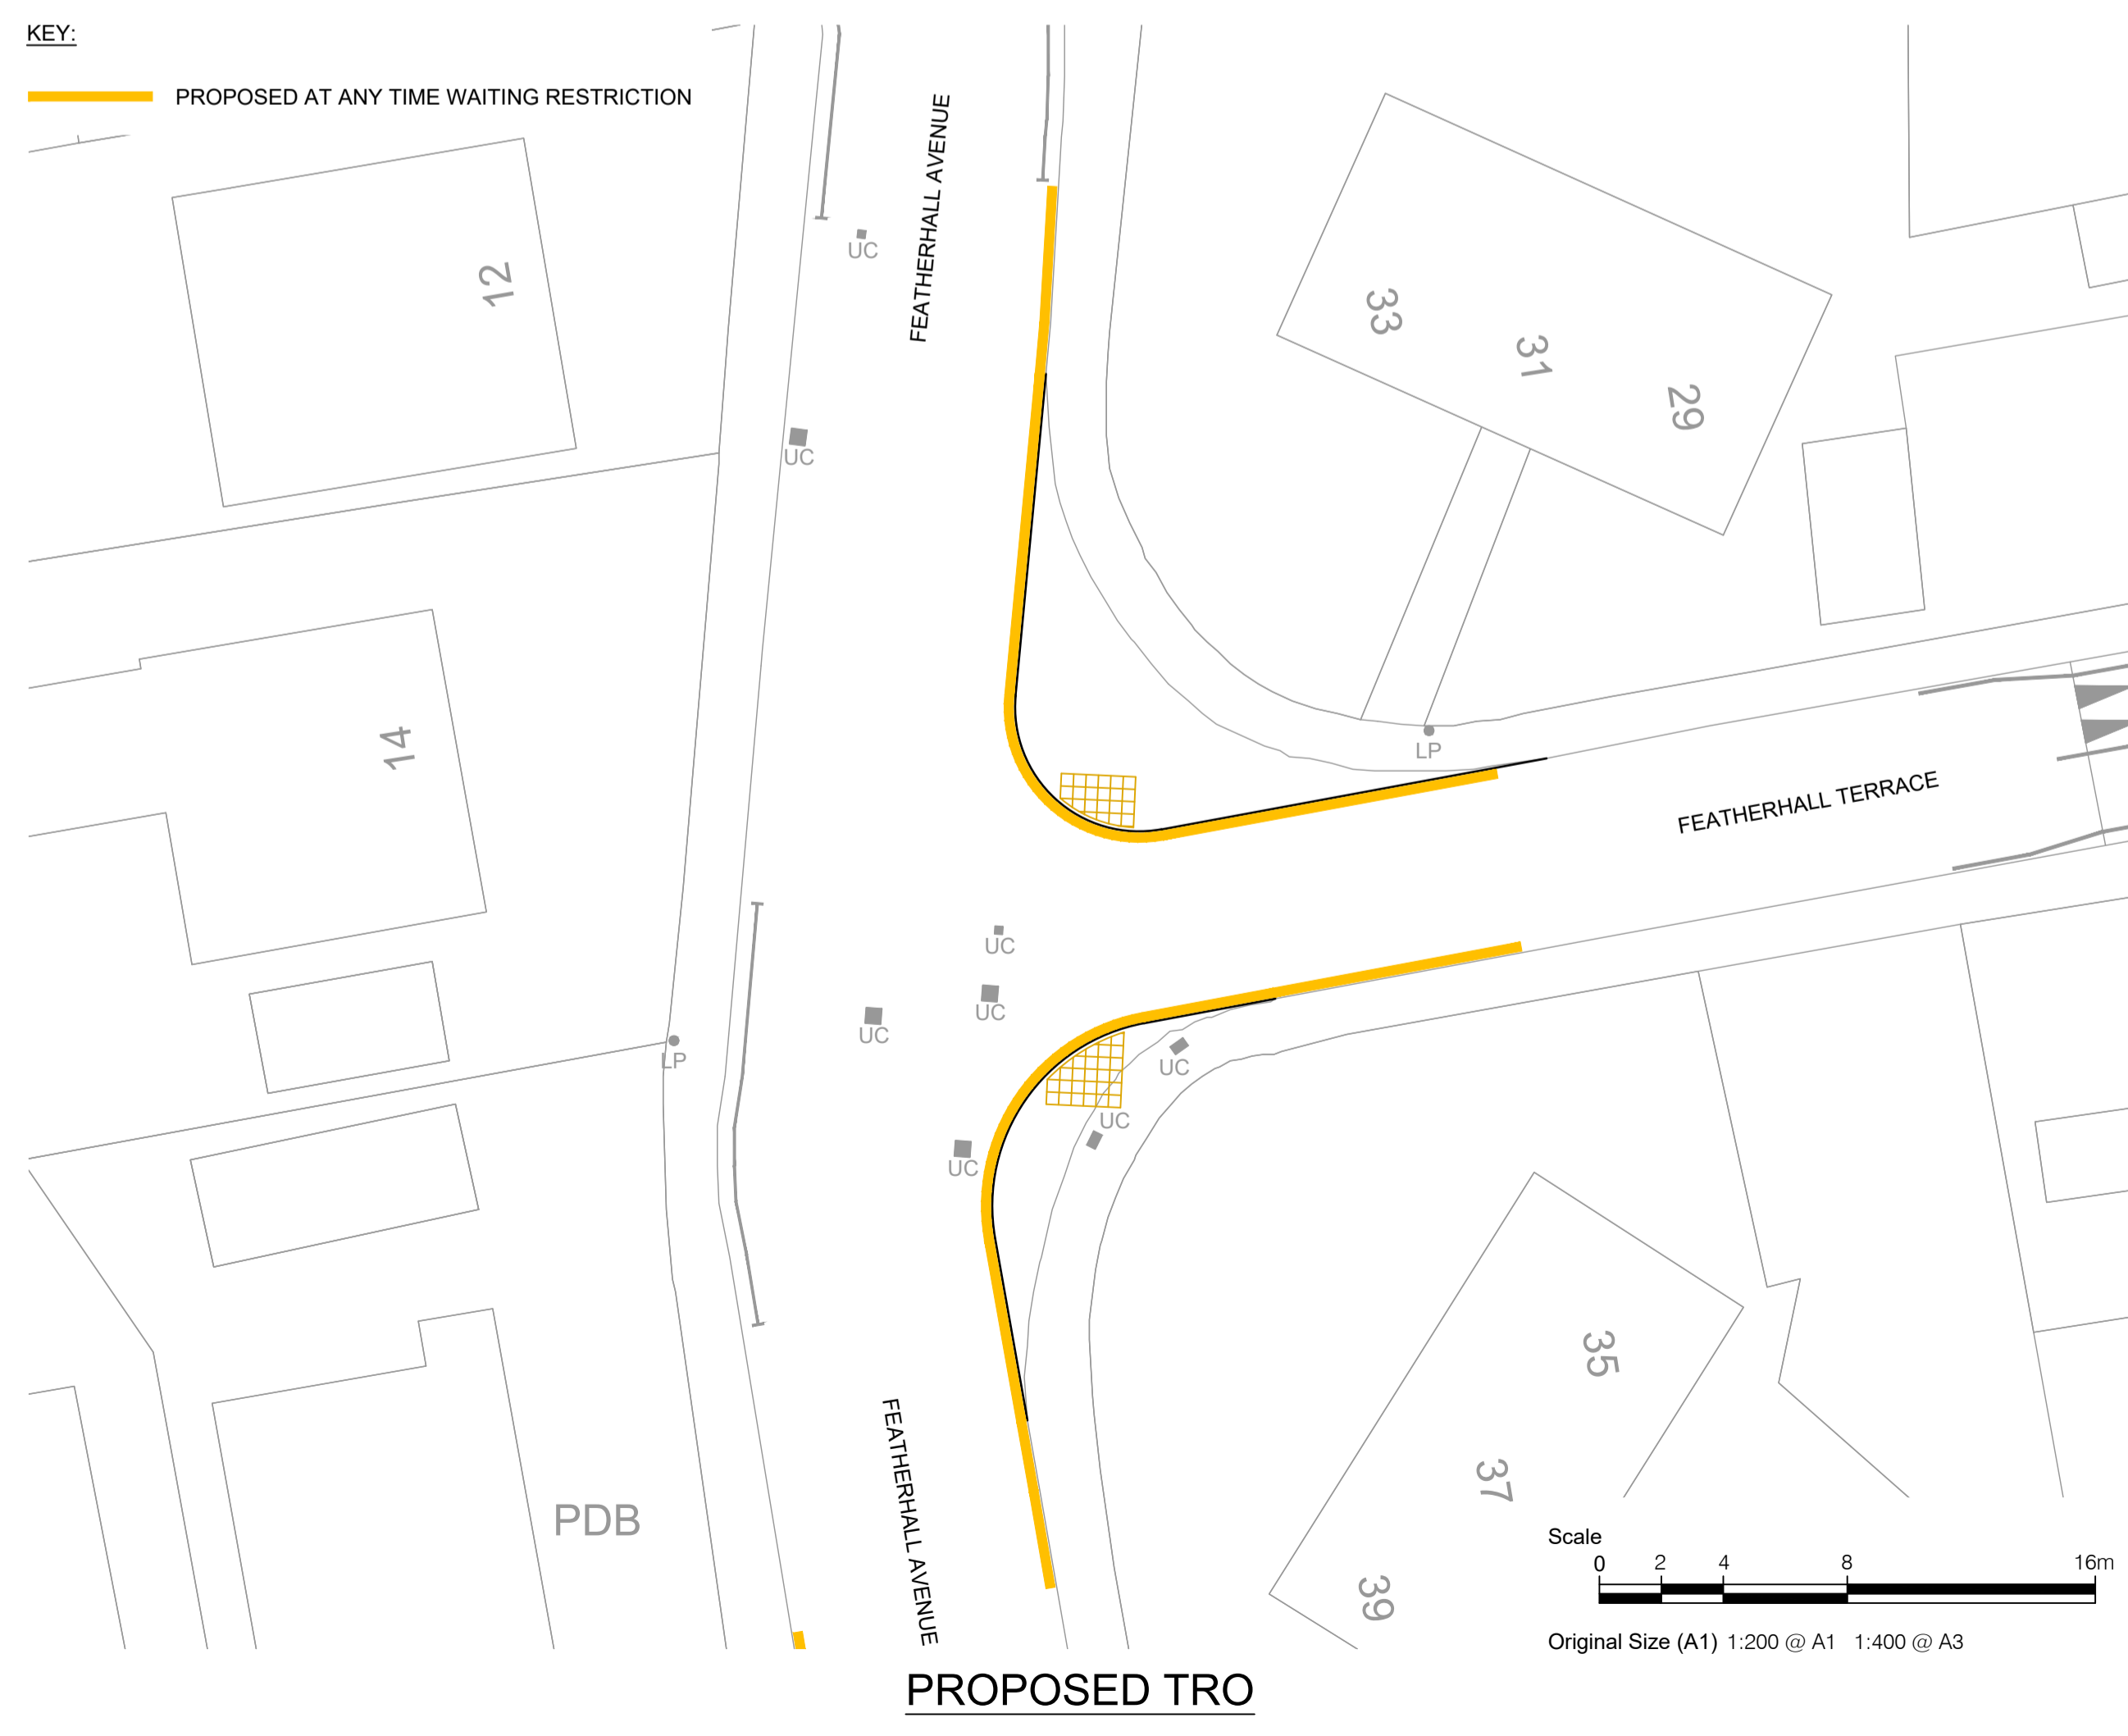 KEY:
PROPOSED AT ANY TIME WAITING RESTRICTION
FEATHERHALL AVENUE
UC
12
33
31
29
UC
14
LP
FEATHERHALL TERRACE
UC
UC
UC
LP
UC
UC
UC
35
37
39
FEATHERHALL AVENUE
PDB
Scale
0 2 4 8 16m
Original Size (A1) 1:200 @ A1 1:400 @ A3
PROPOSED TRO